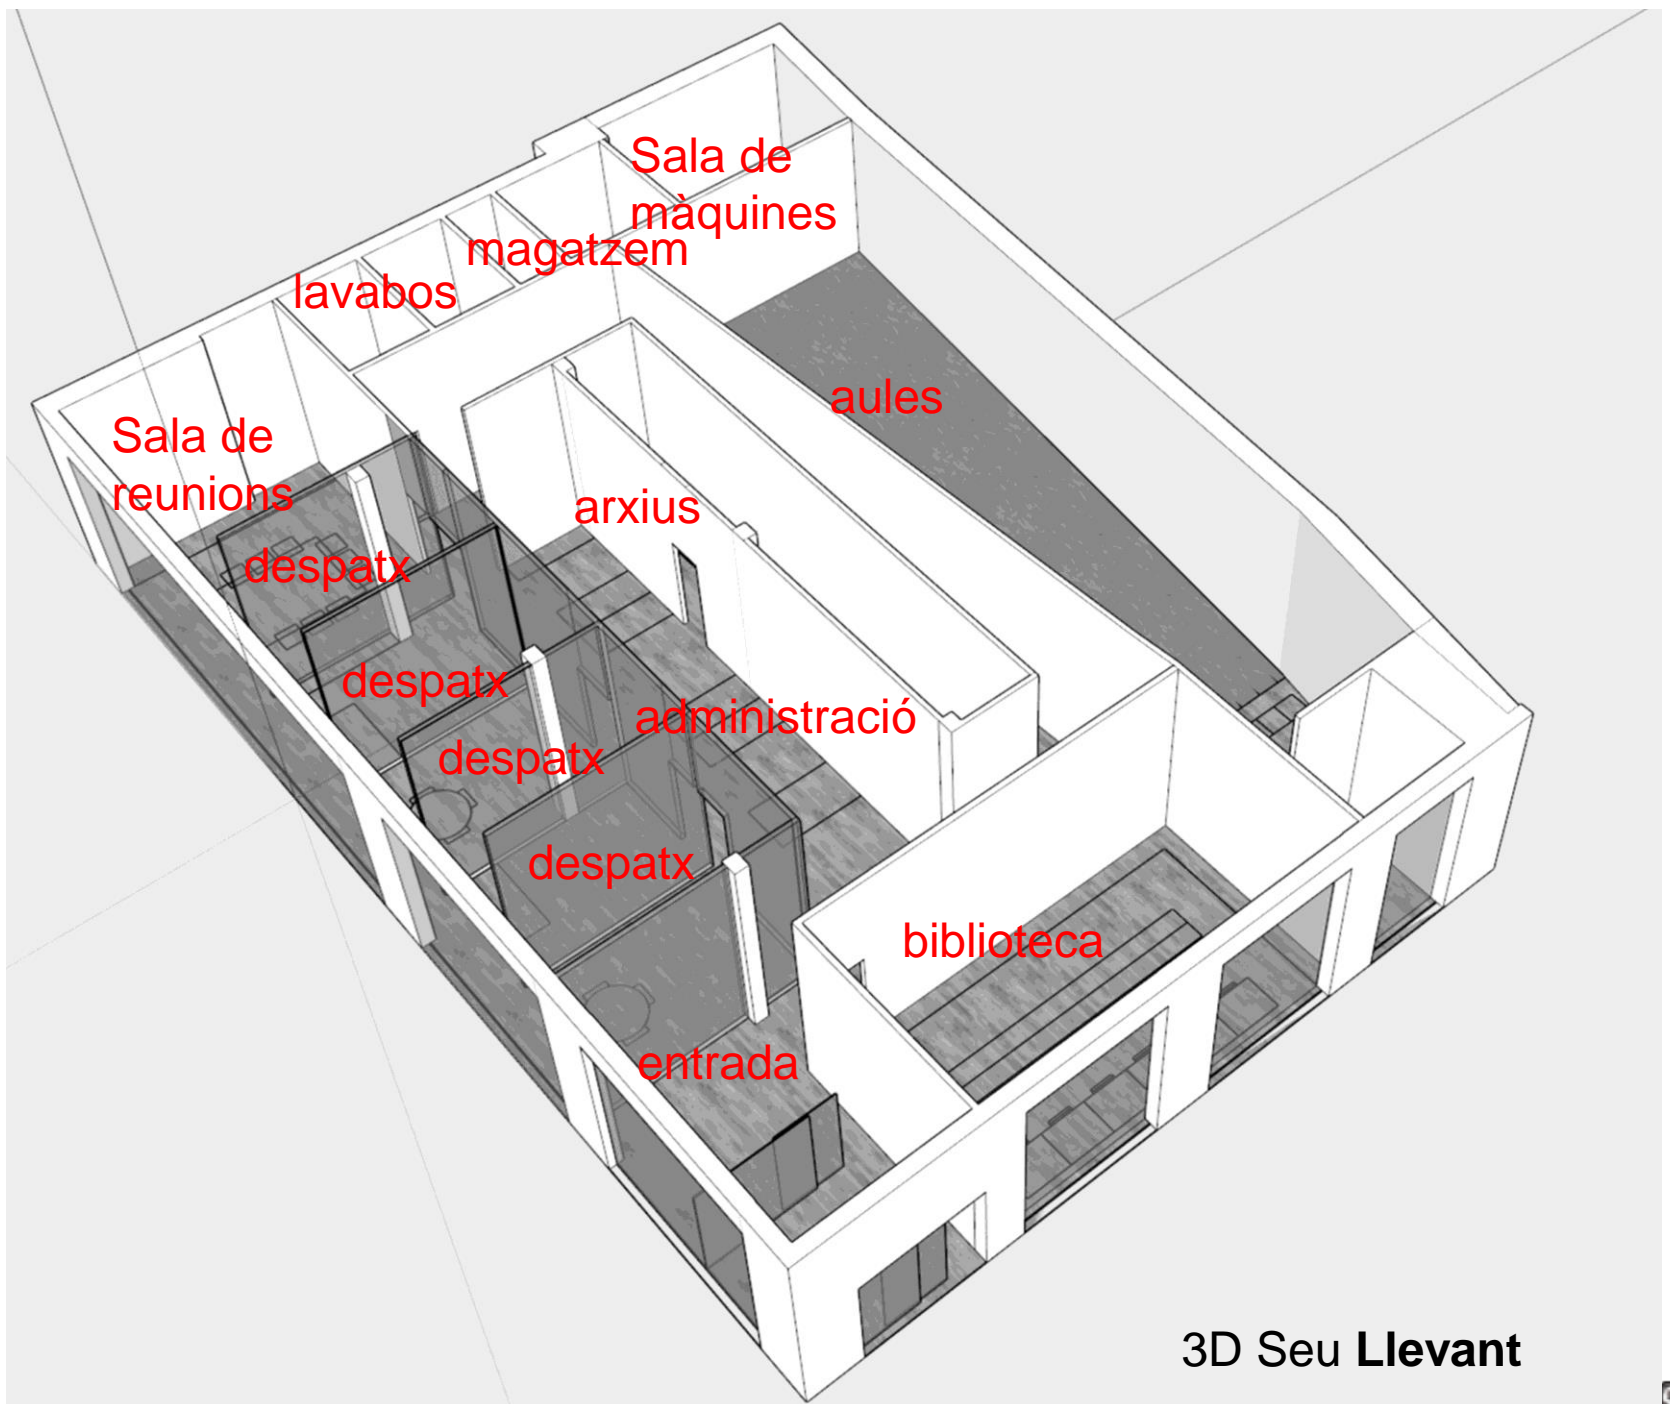 Sala de
màquines
magatzem
lavabos
aules
Sala de
reunions
arxius
despatx
despatx
administració
despatx
despatx
biblioteca
entrada
3D Seu Llevant